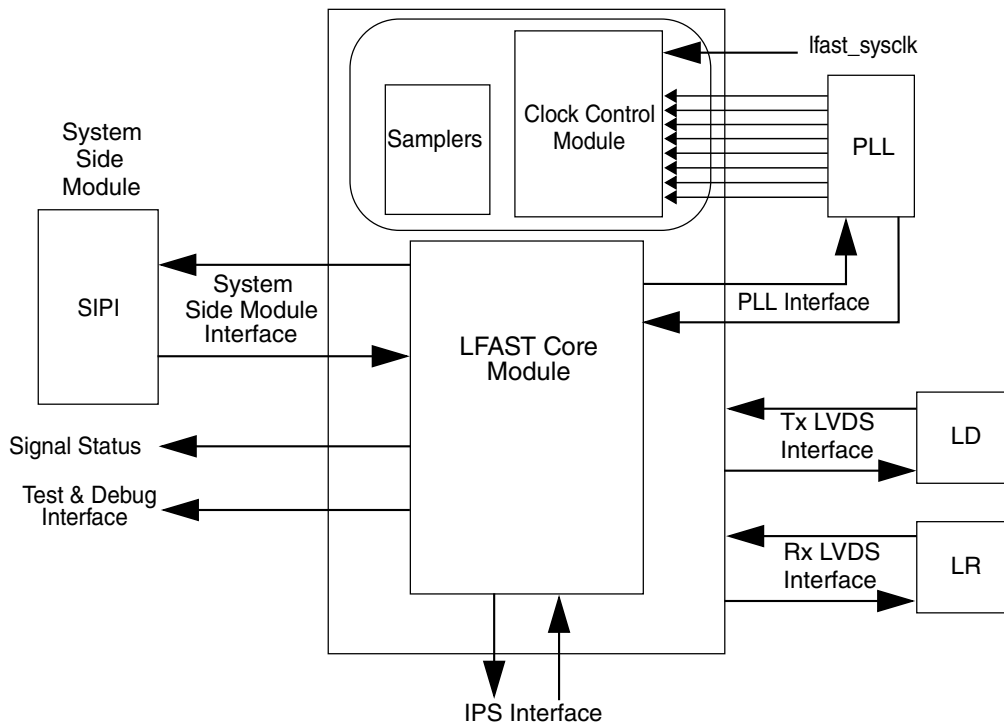 lfast_sysclk
Clock Control
Module
Samplers
PLL
System
Side
Module
SIPI
System
Side Module
Interface
PLL Interface
LFAST Core
Module
Tx LVDS
Interface
LD
Signal Status
Test & Debug
Interface
Rx LVDS
Interface
LR
IPS Interface